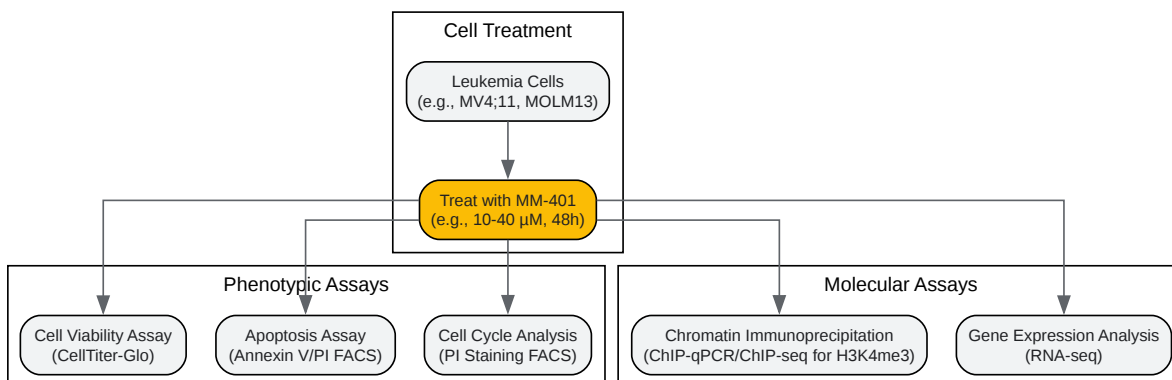 Cell Treatment
Leukemia Cells
(e.g., MV4;11, MOLM13)
Treat with MM-401
(e.g., 10-40 µM, 48h)
Phenotypic Assays
Cell Viability Assay
(CellTiter-Glo)
Apoptosis Assay
(Annexin V/PI FACS)
Cell Cycle Analysis
(PI Staining FACS)
Molecular Assays
Chromatin Immunoprecipitation
(ChIP-qPCR/ChIP-seq for H3K4me3)
Gene Expression Analysis
(RNA-seq)